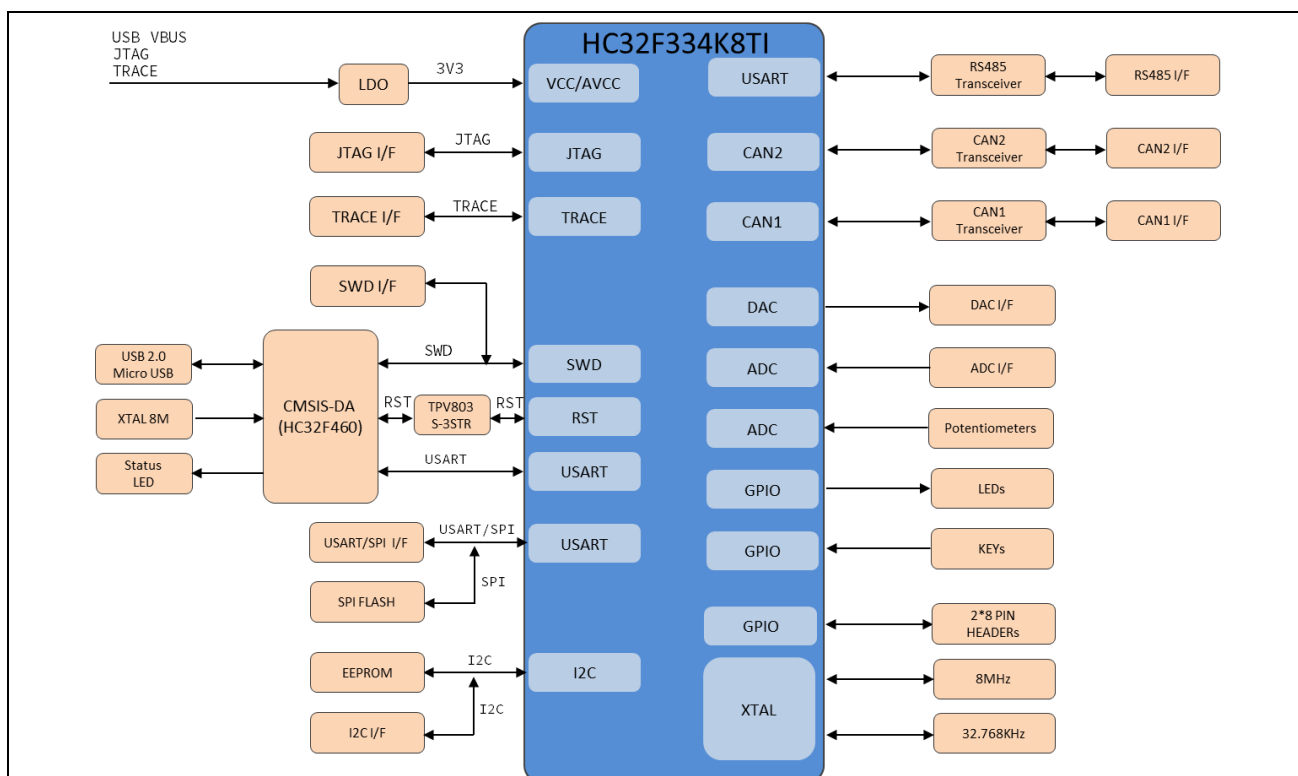 HC32F334K8TI
USB VBUS
JTAG
TRACE
LDO
3V3
VCC/AVCC
JTAG I/F
JTAG
JTAG
TRACE I/F
TRACE
TRACE
SWD I/F
USB 2.0
Micro USB
XTAL 8M
Status
LED
CMSIS-DA
(HC32F460)
SWD
SWD
RST
TPV803
S-3STR
RST
RST
USART
USART
USART/SPI I/F
USART/SPI
USART
SPI FLASH
SPI
EEPROM
I2C
I2C
I2C I/F
I2C
USART
RS485
Transceiver
RS485 I/F
CAN2
CAN2
Transceiver
CAN2 I/F
CAN1
CAN1
Transceiver
CAN1 I/F
DAC
DAC I/F
ADC
ADC I/F
ADC
Potentiometers
GPIO
LEDs
GPIO
KEYs
GPIO
2*8 PIN
HEADERs
XTAL
8MHz
32.768KHz